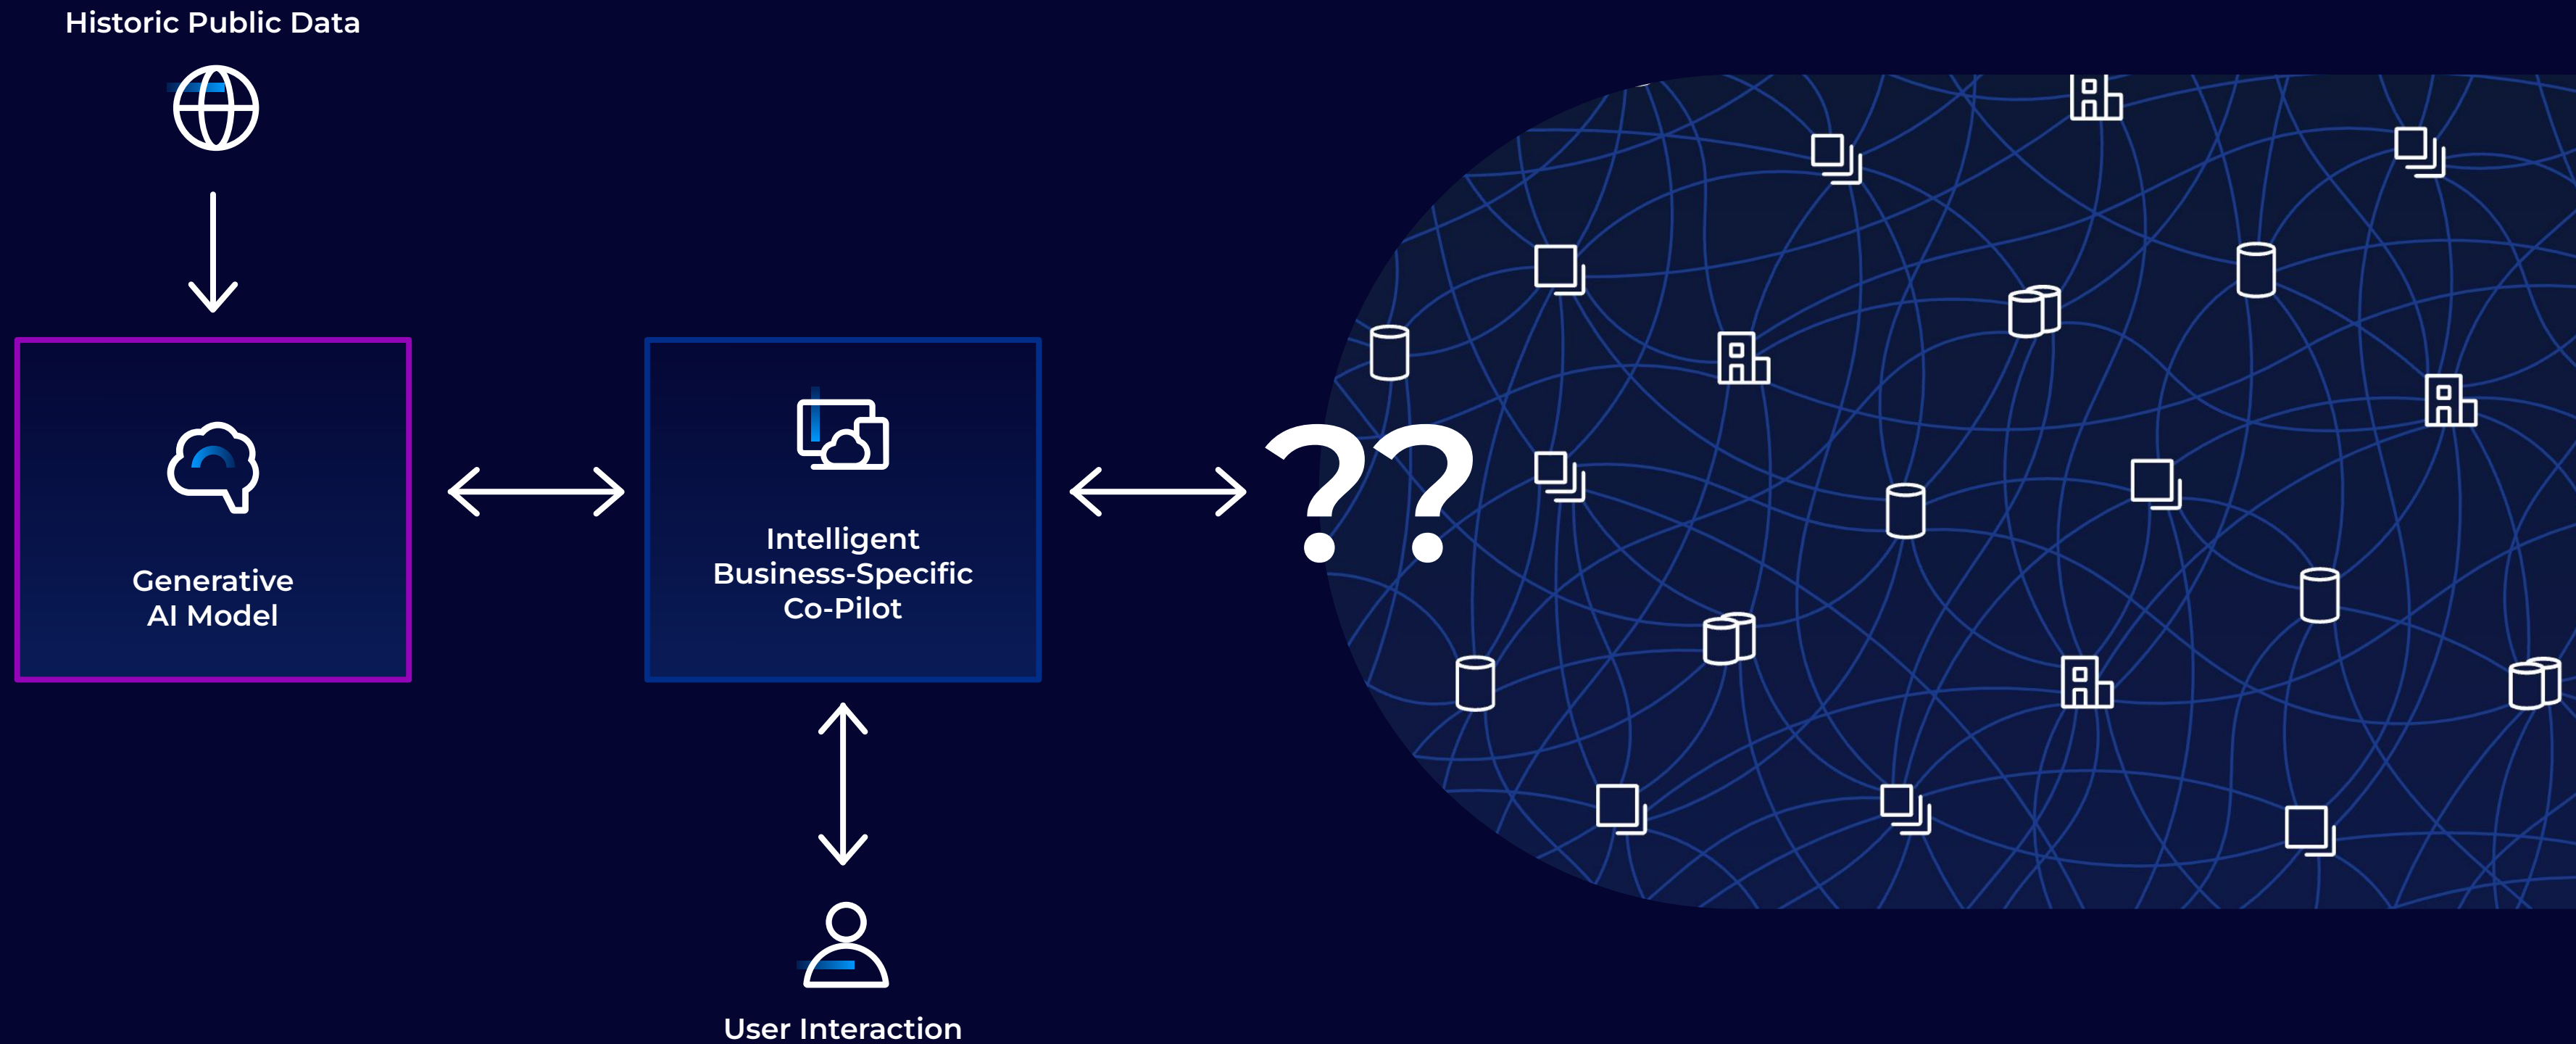 Historic Public Data
Generative
AI Model
Intelligent
Business-Specific
Co-Pilot
??
User Interaction